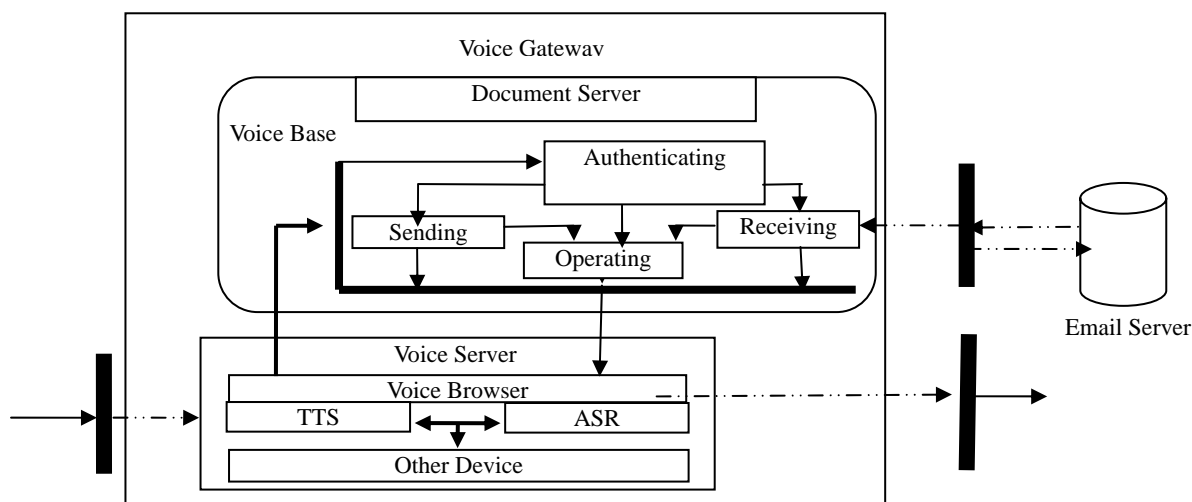 Voice Gatewav
Document Server
Voice Base
Authenticating
Sending
Receiving
Operating
Email Server
Voice Server
Voice Browser
TTS
ASR
Other Device